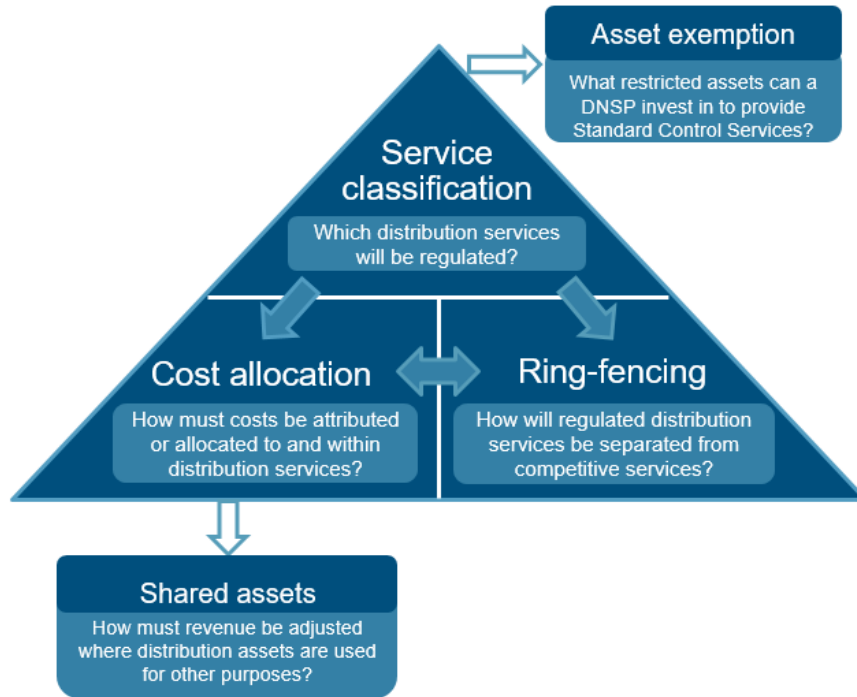 Asset exemption
What restricted assets can a
DNSP invest in to provide
Standard Control Services?
Service
classification
Which distribution services
will be regulated?
Cost allocation
How must costs be attributed
or allocated to and within
distribution services?
Ring-fencing
How will regulated distribution
services be separated from
competitive services?
Shared assets
How must revenue be adjusted
where distribution assets are used
for other purposes?